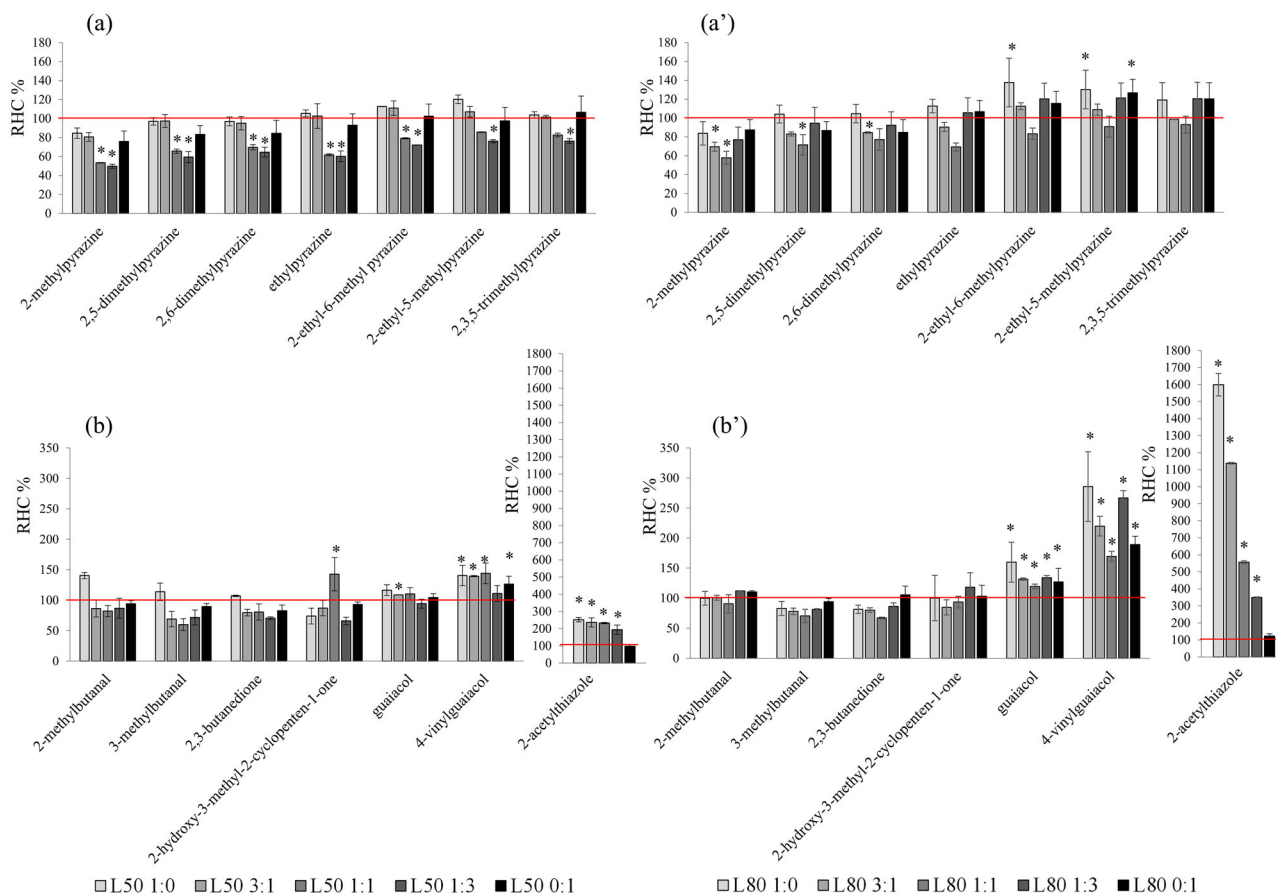 (a)
RHC %
180
160
140
120
100
80
60
40
20
0
* * * * * * * * * * * *
2-methylpyrazine
2,5-dimethylpyrazine
2,6-dimethylpyrazine
ethylpyrazine
2-ethyl-6-methyl pyrazine
2-ethyl-5-methylpyrazine
2,3,5-trimethylpyrazine
(a’)
RHC %
180
160
140
120
100
80
60
40
20
0
* * * * * * *
2-methylpyrazine
2,5-dimethylpyrazine
2,6-dimethylpyrazine
ethylpyrazine
2-ethyl-6-methylpyrazine
2-ethyl-5-methylpyrazine
2,3,5-trimethylpyrazine
(b)
RHC %
350
300
250
200
150
100
50
0
* * * * * *
2-methylbutanal
3-methylbutanal
2,3-butanedione
2-hydroxy-3-methyl-2-cyclopenten-1-one
guaiacol
4-vinylguaiacol
RHC %
1800
1700
1600
1500
1400
1300
1200
1100
1000
900
800
700
600
500
400
300
200
100
0
* * * *
2-acetylthiazole
(b’)
RHC %
350
300
250
200
150
100
50
0
* * * * * * * * * *
2-methylbutanal
3-methylbutanal
2,3-butanedione
2-hydroxy-3-methyl-2-cyclopenten-1-one
guaiacol
4-vinylguaiacol
RHC %
1800
1700
1600
1500
1400
1300
1200
1100
1000
900
800
700
600
500
400
300
200
100
0
* * * *
2-acetylthiazole
L50 1:0 L50 3:1 L50 1:1 L50 1:3 L50 0:1
L80 1:0 L80 3:1 L80 1:1 L80 1:3 L80 0:1